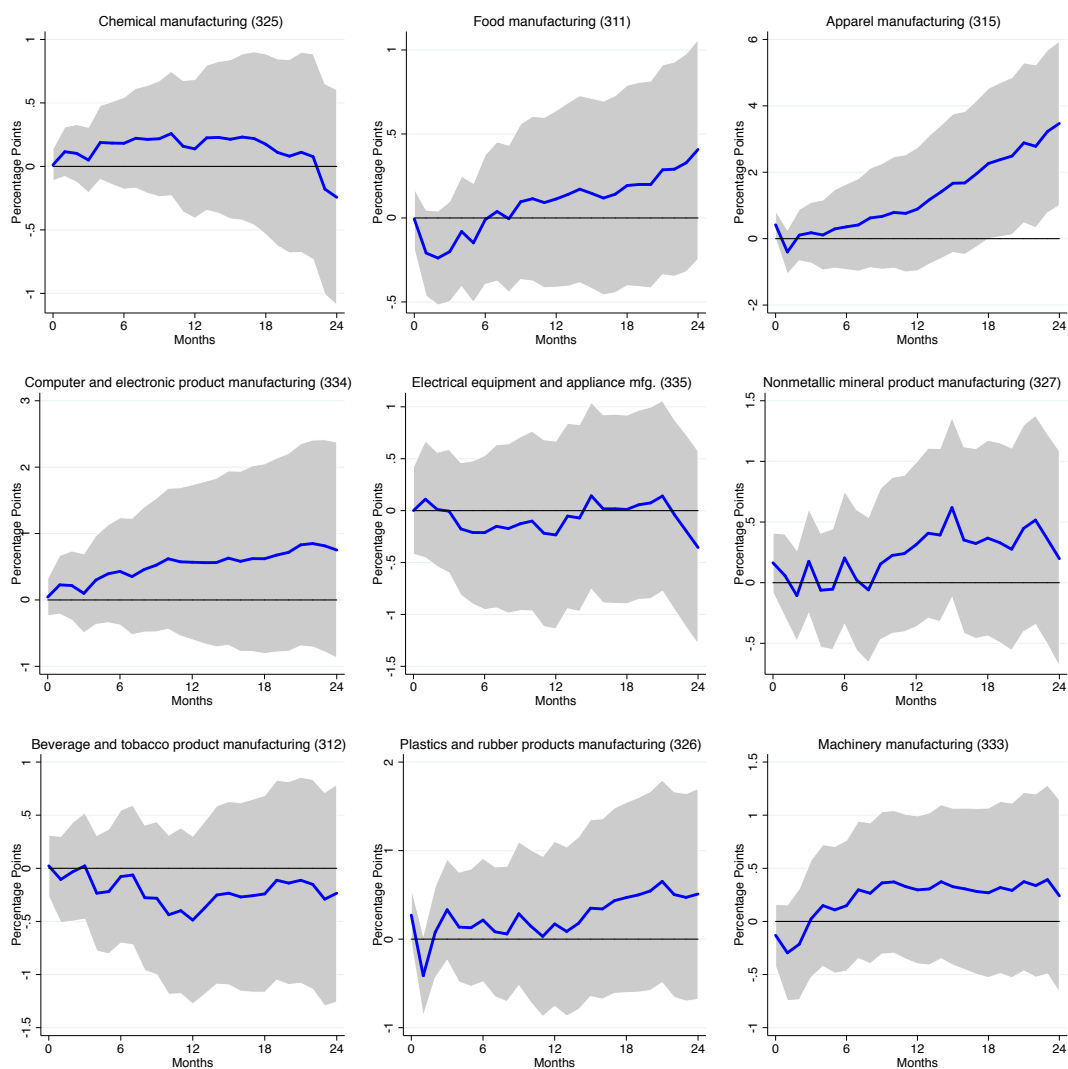 Chemical manufacturing (325)
Percentage Points
1
.5
0
-.5
-1
0 6 12 18 24
Months
Food manufacturing (311)
Percentage Points
1
.5
0
-.5
0 6 12 18 24
Months
Apparel manufacturing (315)
Percentage Points
6
4
2
0
-2
0 6 12 18 24
Months
Computer and electronic product manufacturing (334)
Percentage Points
3
2
1
0
-1
0 6 12 18 24
Months
Electrical equipment and appliance mfg. (335)
Percentage Points
1
.5
0
-.5
-1
-1.5
0 6 12 18 24
Months
Nonmetallic mineral product manufacturing (327)
Percentage Points
1.5
1
.5
0
-.5
0 6 12 18 24
Months
Beverage and tobacco product manufacturing (312)
Percentage Points
1
.5
0
-.5
-1
-1.5
0 6 12 18 24
Months
Plastics and rubber products manufacturing (326)
Percentage Points
2
1
0
-1
0 6 12 18 24
Months
Machinery manufacturing (333)
Percentage Points
1.5
1
.5
0
-.5
-1
0 6 12 18 24
Months